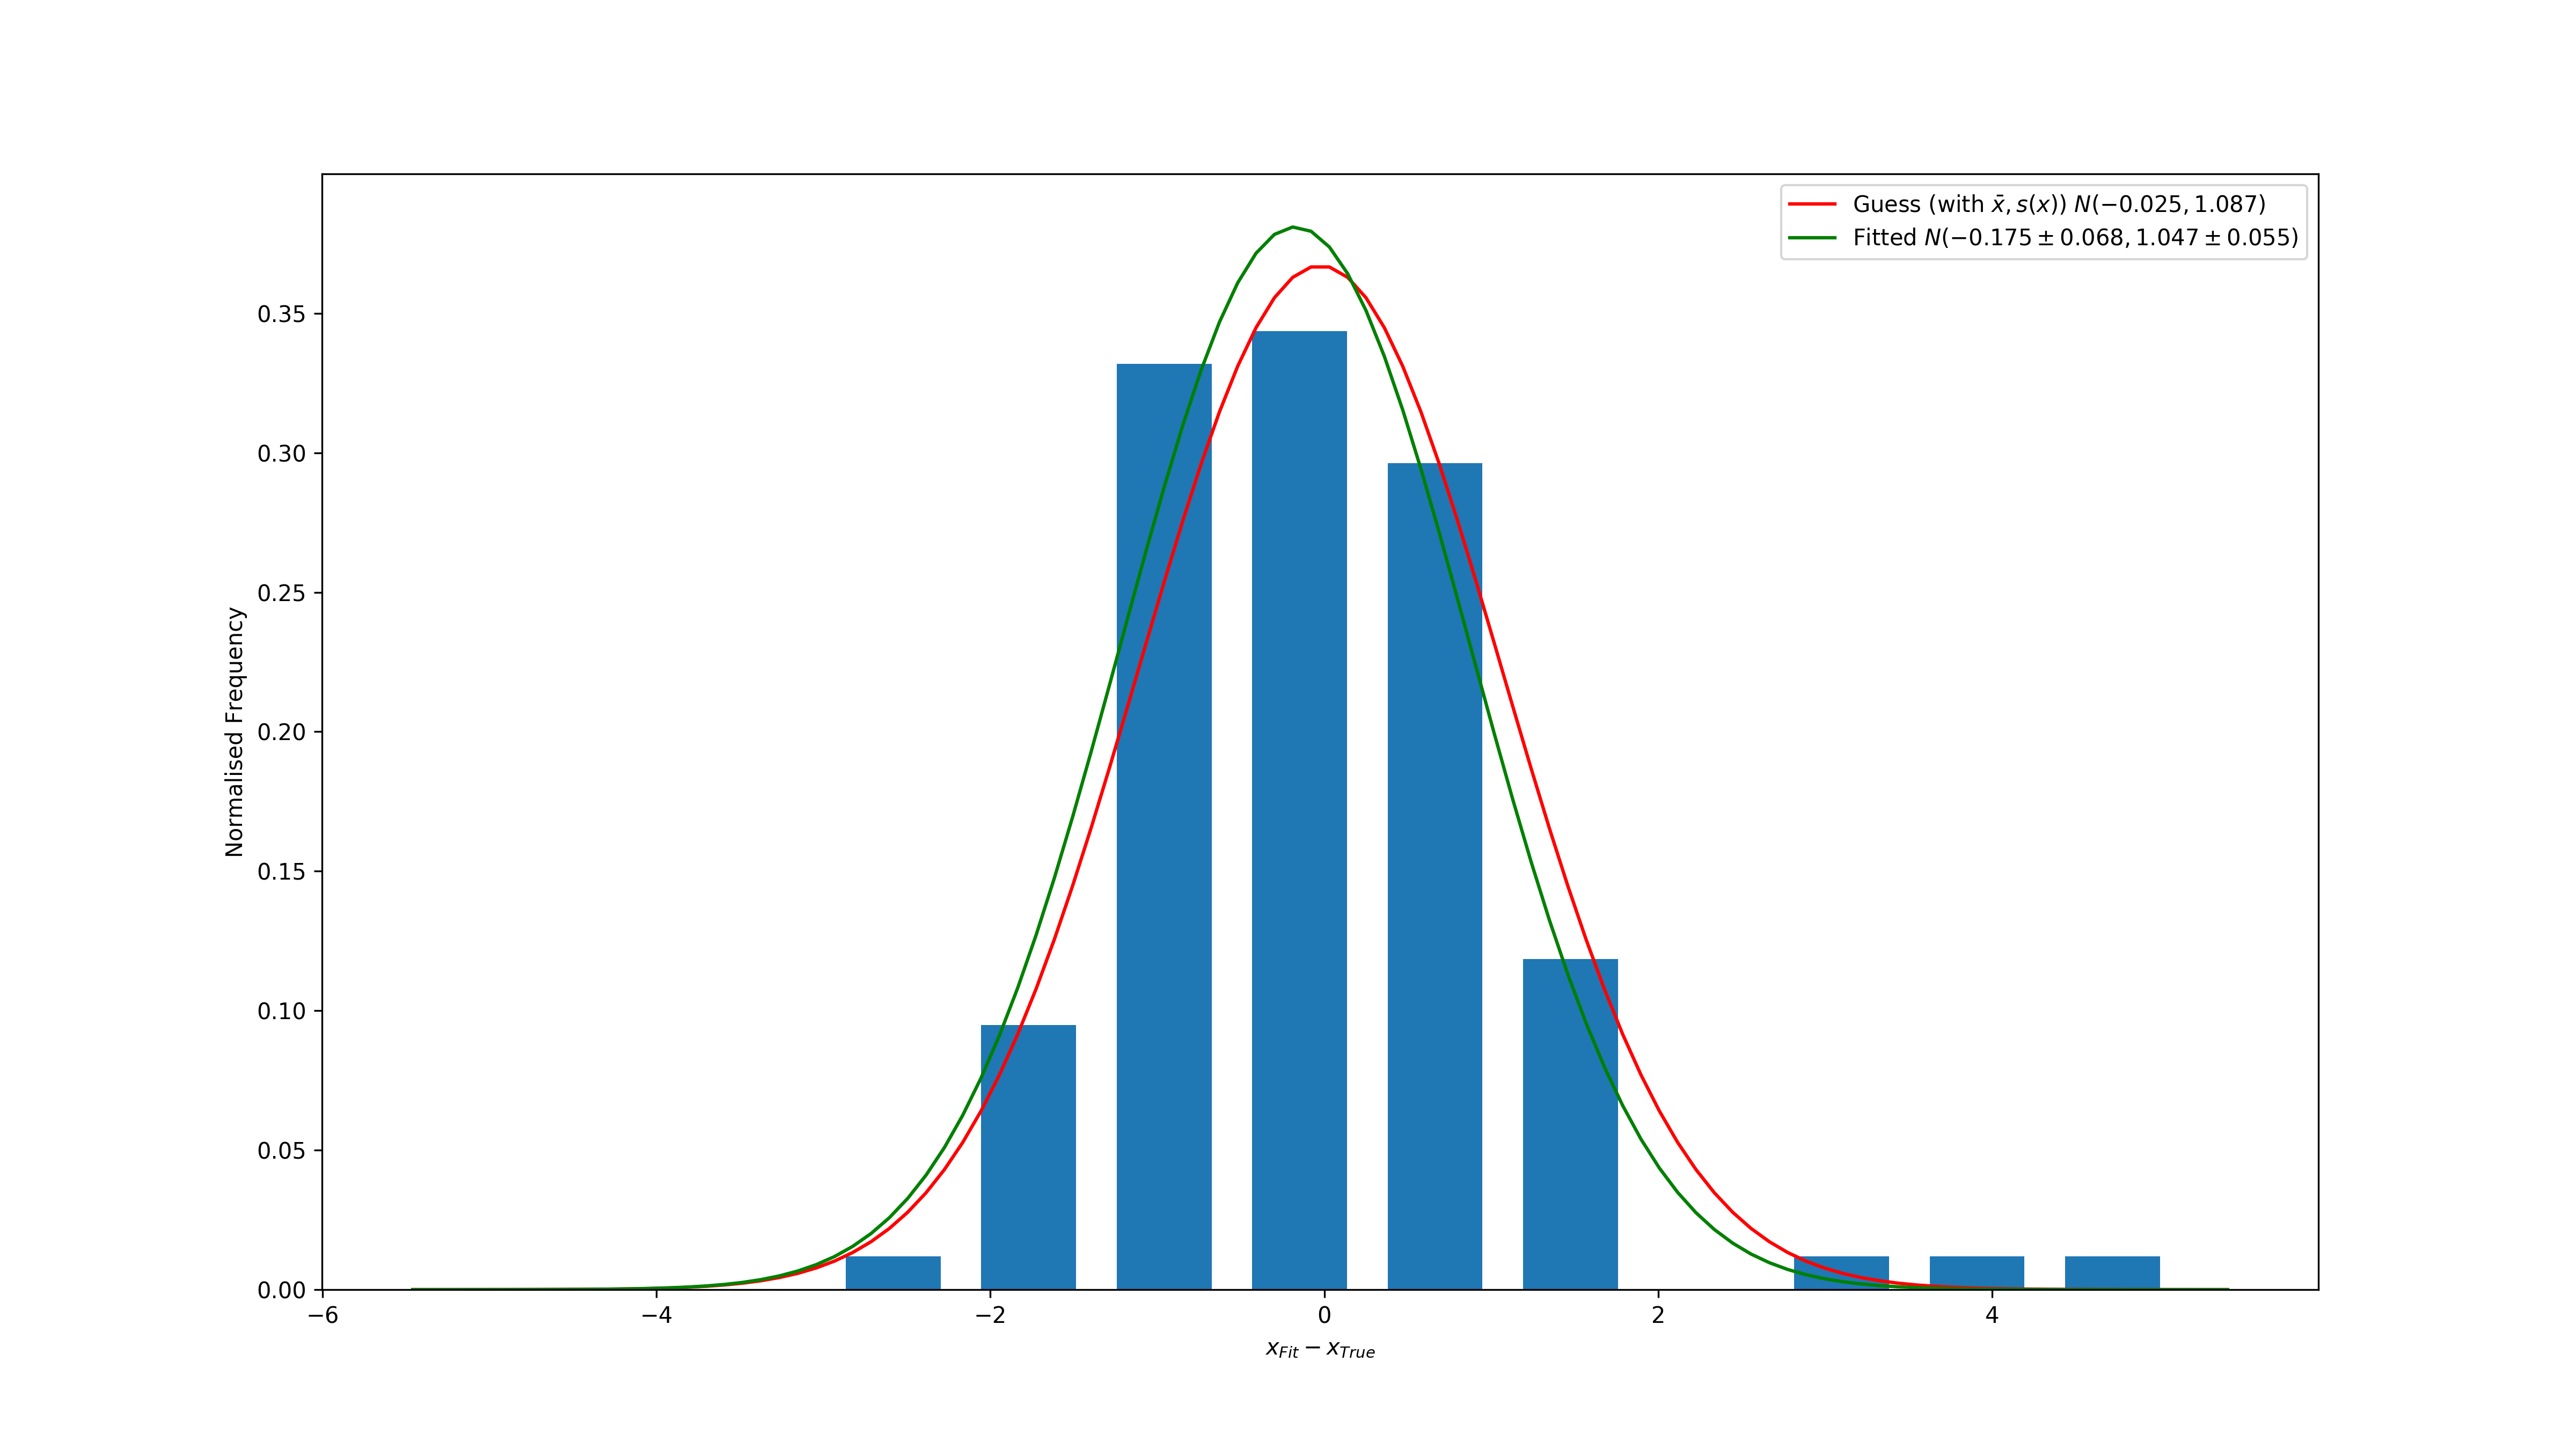 Guess (with x̄, s(x)) N(−0.025, 1.087)
Fitted N(−0.175 ± 0.068, 1.047 ± 0.055)
Normalised Frequency
0.35
0.30
0.25
0.20
0.15
0.10
0.05
0.00
−6 −4 −2 0 2 4
x_Fit − x_True